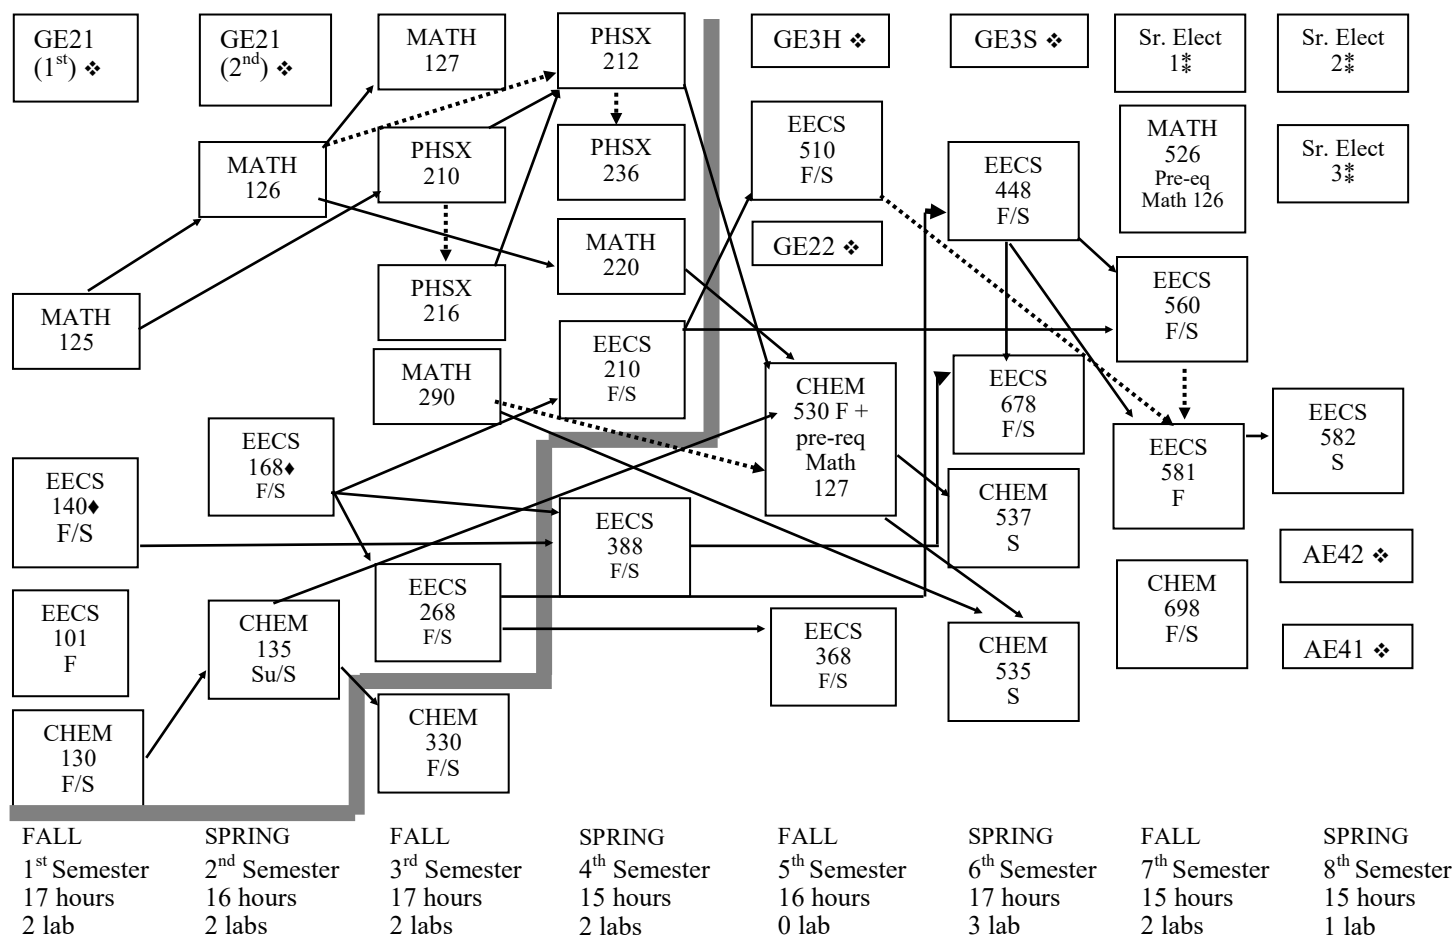 GE21
(1st) ❖
GE21
(2nd) ❖
MATH
127
PHSX
212
GE3H ❖
GE3S ❖
Sr. Elect
1⁑
Sr. Elect
2⁑
MATH
126
PHSX
210
PHSX
236
EECS
510
F/S
EECS
448
F/S
MATH
526
Pre-eq
Math 126
Sr. Elect
3⁑
MATH
125
PHSX
216
MATH
220
GE22 ❖
EECS
560
F/S
MATH
290
EECS
210
F/S
CHEM
530 F +
pre-req
Math
127
EECS
678
F/S
EECS
581
F
EECS
582
S
EECS
140♦
F/S
EECS
168♦
F/S
EECS
388
F/S
CHEM
537
S
AE42 ❖
EECS
101
F
CHEM
135
Su/S
EECS
268
F/S
EECS
368
F/S
CHEM
535
S
CHEM
698
F/S
AE41 ❖
CHEM
130
F/S
CHEM
330
F/S
FALL
1st Semester
17 hours
2 lab
SPRING
2nd Semester
16 hours
2 labs
FALL
3rd Semester
17 hours
2 labs
SPRING
4th Semester
15 hours
2 labs
FALL
5th Semester
16 hours
0 lab
SPRING
6th Semester
17 hours
3 lab
FALL
7th Semester
15 hours
2 labs
SPRING
8th Semester
15 hours
1 lab